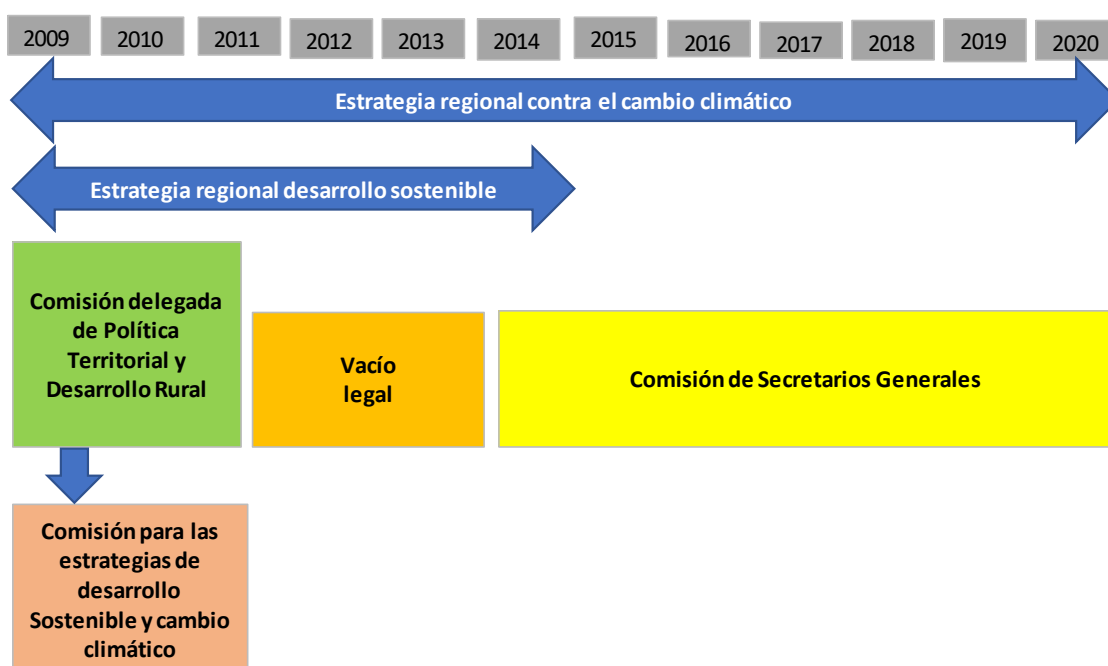 2009 2010 2011 2012 2013 2014 2015 2016 2017 2018 2019 2020
Estrategia regional contra el cambio climático
Estrategia regional desarrollo sostenible
Comisión delegada
de Política
Territorial y
Desarrollo Rural
Vacío
legal
Comisión de Secretarios Generales
Comisión para las
estrategias de
desarrollo
Sostenible y cambio
climático